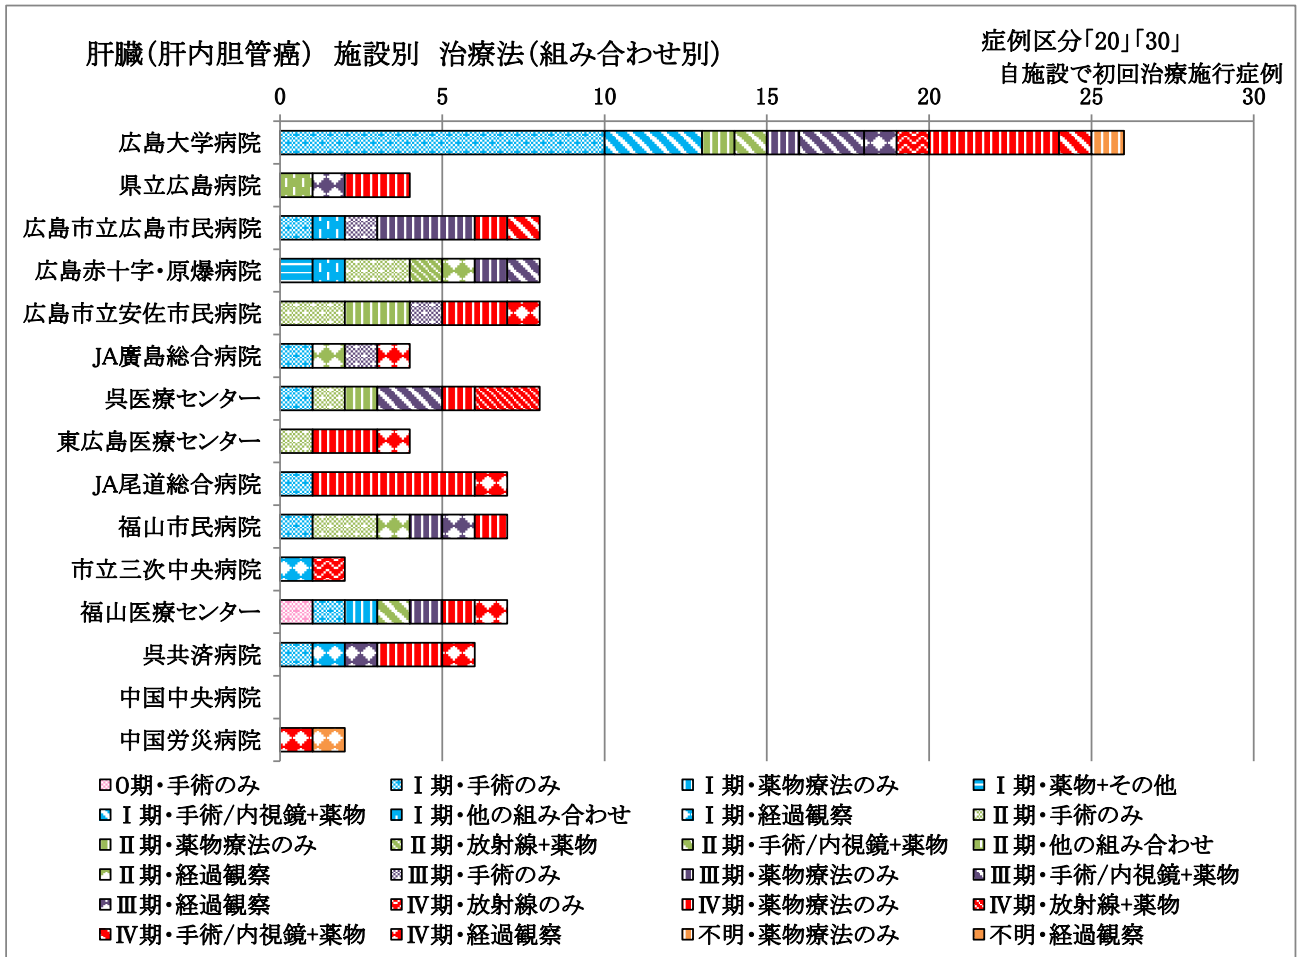 肝臓(肝内胆管癌) 施設別 治療法(組み合わせ別)
症例区分｢20｣｢30｣
自施設で初回治療施行症例
0 5 10 15 20 25 30
広島大学病院
県立広島病院
広島市立広島市民病院
広島赤十字・原爆病院
広島市立安佐市民病院
JA廣島総合病院
呉医療センター
東広島医療センター
JA尾道総合病院
福山市民病院
市立三次中央病院
福山医療センター
呉共済病院
中国中央病院
中国労災病院
0期・手術のみ Ⅰ期・手術のみ Ⅰ期・薬物療法のみ Ⅰ期・薬物+その他
Ⅰ期・手術/内視鏡+薬物 Ⅰ期・他の組み合わせ Ⅰ期・経過観察 Ⅱ期・手術のみ
Ⅱ期・薬物療法のみ Ⅱ期・放射線+薬物 Ⅱ期・手術/内視鏡+薬物 Ⅱ期・他の組み合わせ
Ⅱ期・経過観察 Ⅲ期・手術のみ Ⅲ期・薬物療法のみ Ⅲ期・手術/内視鏡+薬物
Ⅲ期・経過観察 Ⅳ期・放射線のみ Ⅳ期・薬物療法のみ Ⅳ期・放射線+薬物
Ⅳ期・手術/内視鏡+薬物 Ⅳ期・経過観察 不明・薬物療法のみ 不明・経過観察